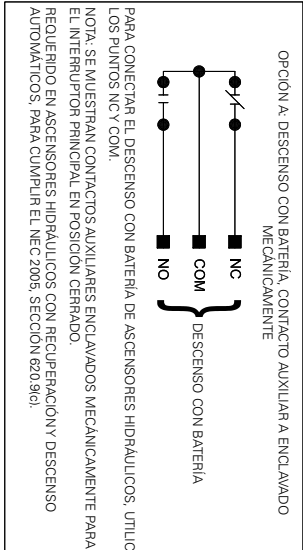 OPCIÓN A: DESCENSO CON BATERÍA, CONTACTO AUXILIAR A ENCLAVADO
MECÁNICAMENTE
NC
COM
NO
DESCENSO CON BATERÍA
PARA CONECTAR EL DESCENSO CON BATERÍA DE ASCENSORES HIDRÁULICOS, UTILIC
LOS PUNTOS NC Y COM.
NOTA: SE MUESTRAN CONTACTOS AUXILIARES ENCLAVADOS MECÁNICAMENTE PARA
EL INTERRUPTOR PRINCIPAL EN POSICIÓN CERRADO.
REQUERIDO EN ASCENSORES HIDRÁULICOS CON RECUPERACIÓN Y DESCENSO
AUTOMÁTICOS, PARA CUMPLIR EL NEC 2005, SECCIÓN 620.91(c).